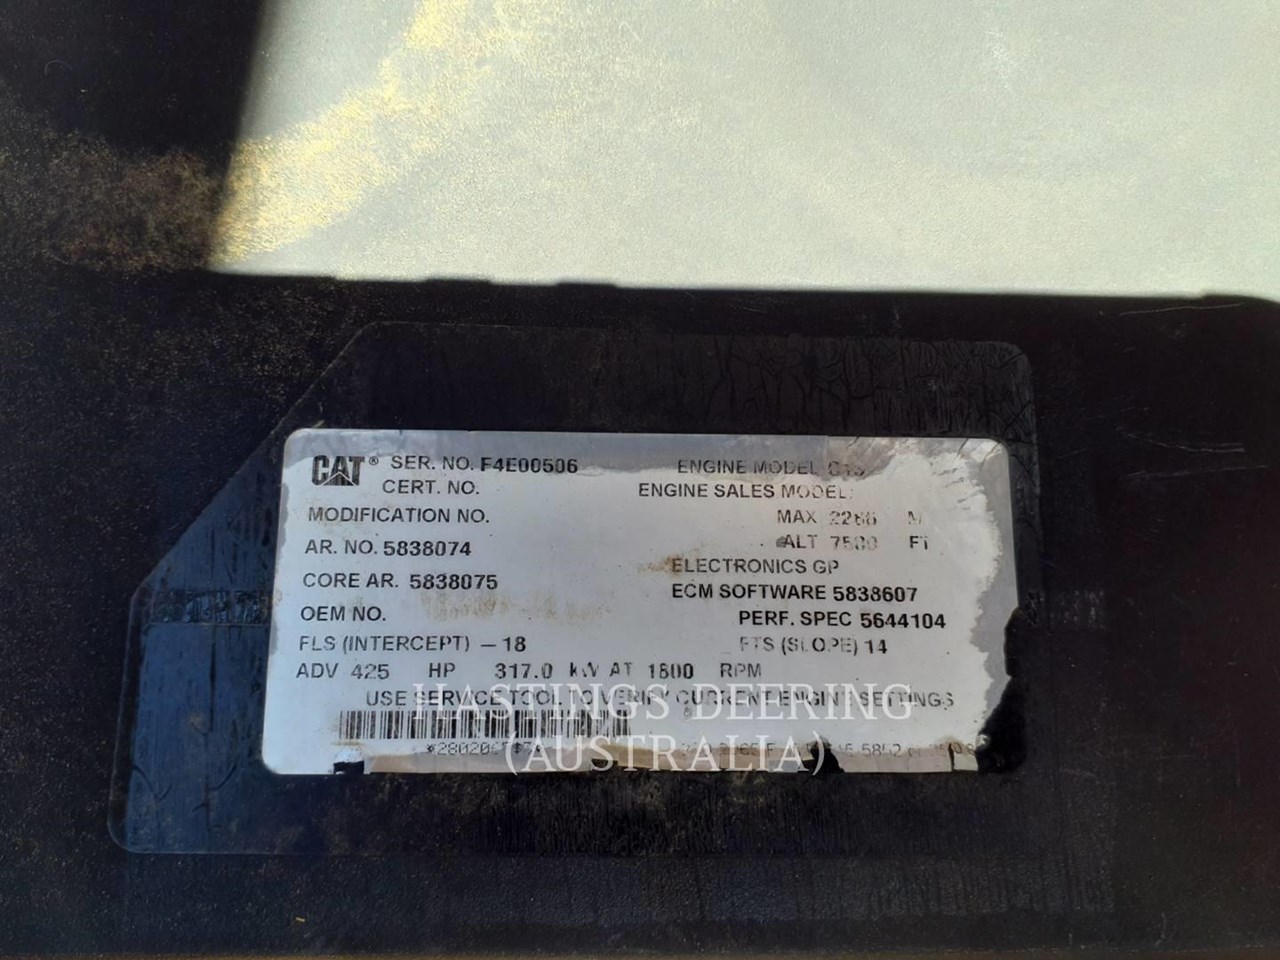 CAT® SER. NO. F4E00506 ENGINE MODEL
CERT. NO. ENGINE SALES MODEL:
MODIFICATION NO. MAX
AR. NO. 5838074 ALT FT
CORE AR. 5838075 ELECTRONICS GP
ECM SOFTWARE 5838607
OEM NO. PERF. SPEC 5644104
FLS (INTERCEPT) – 18 FTS (SLOPE) 14
ADV 425 HP 317.0 kW AT 1800 RPM
USE SERVICE TOOL TO VERIFY CURRENT ENGINE SETTINGS
HASTINGS DEERING
(AUSTRALIA)